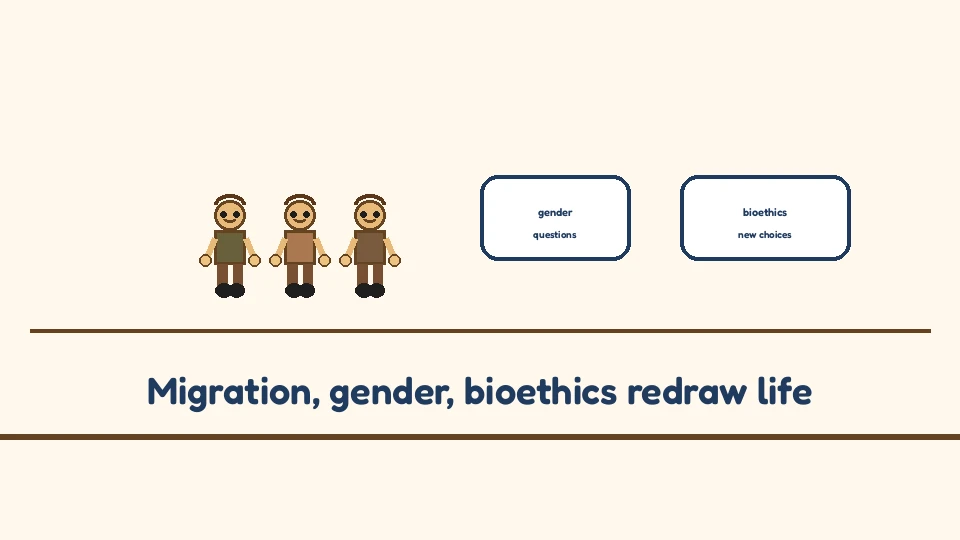 gender
questions
bioethics
new choices
Migration, gender, bioethics redraw life